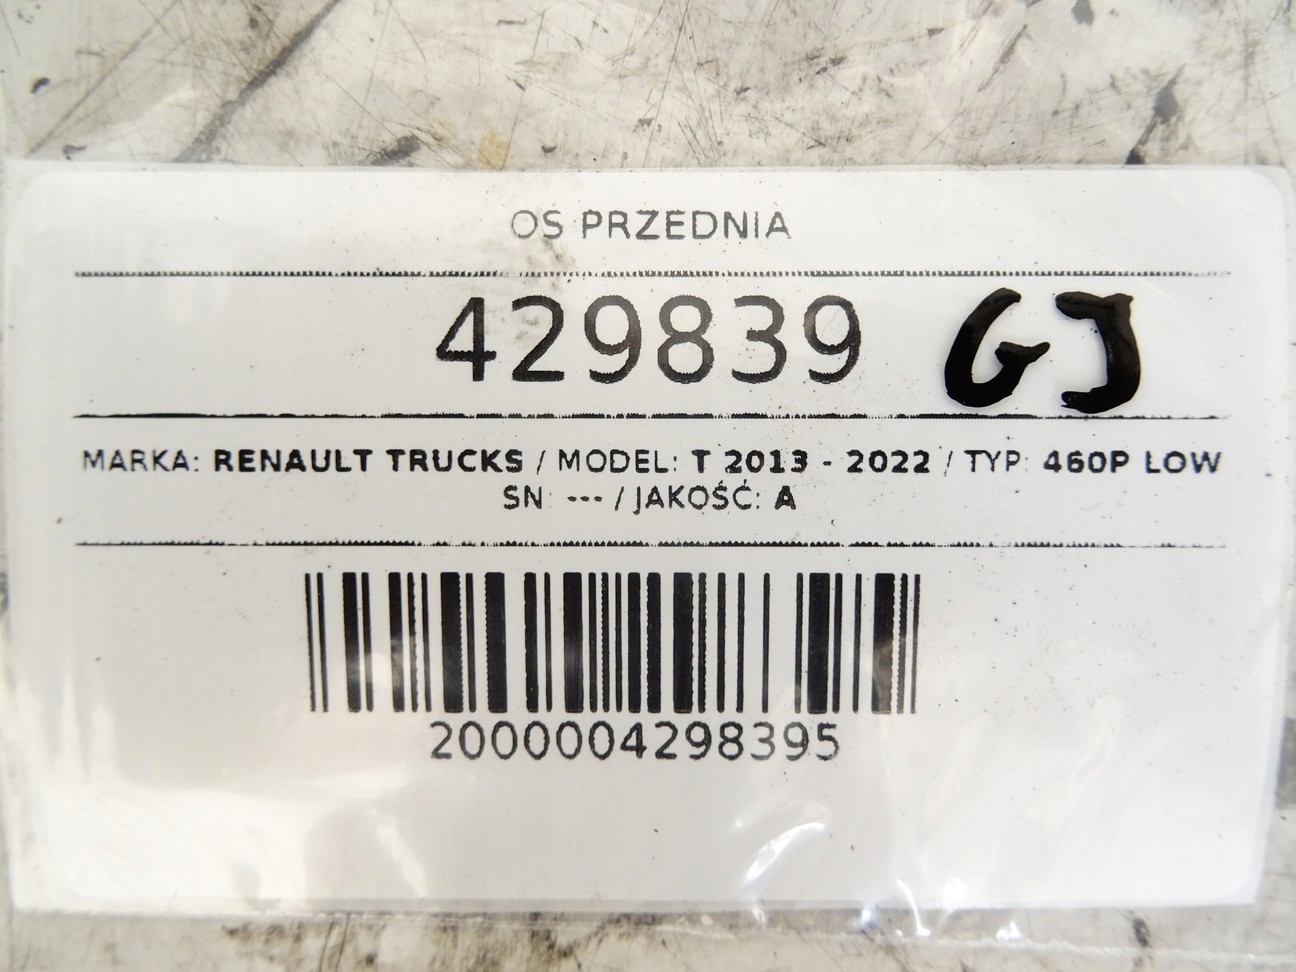 OS PRZEDNIA
429839 GJ
MARKA: RENAULT TRUCKS / MODEL: T 2013 - 2022 / TYP: 460P LOW
SN: --- / JAKOŚĆ: A
2000004298395